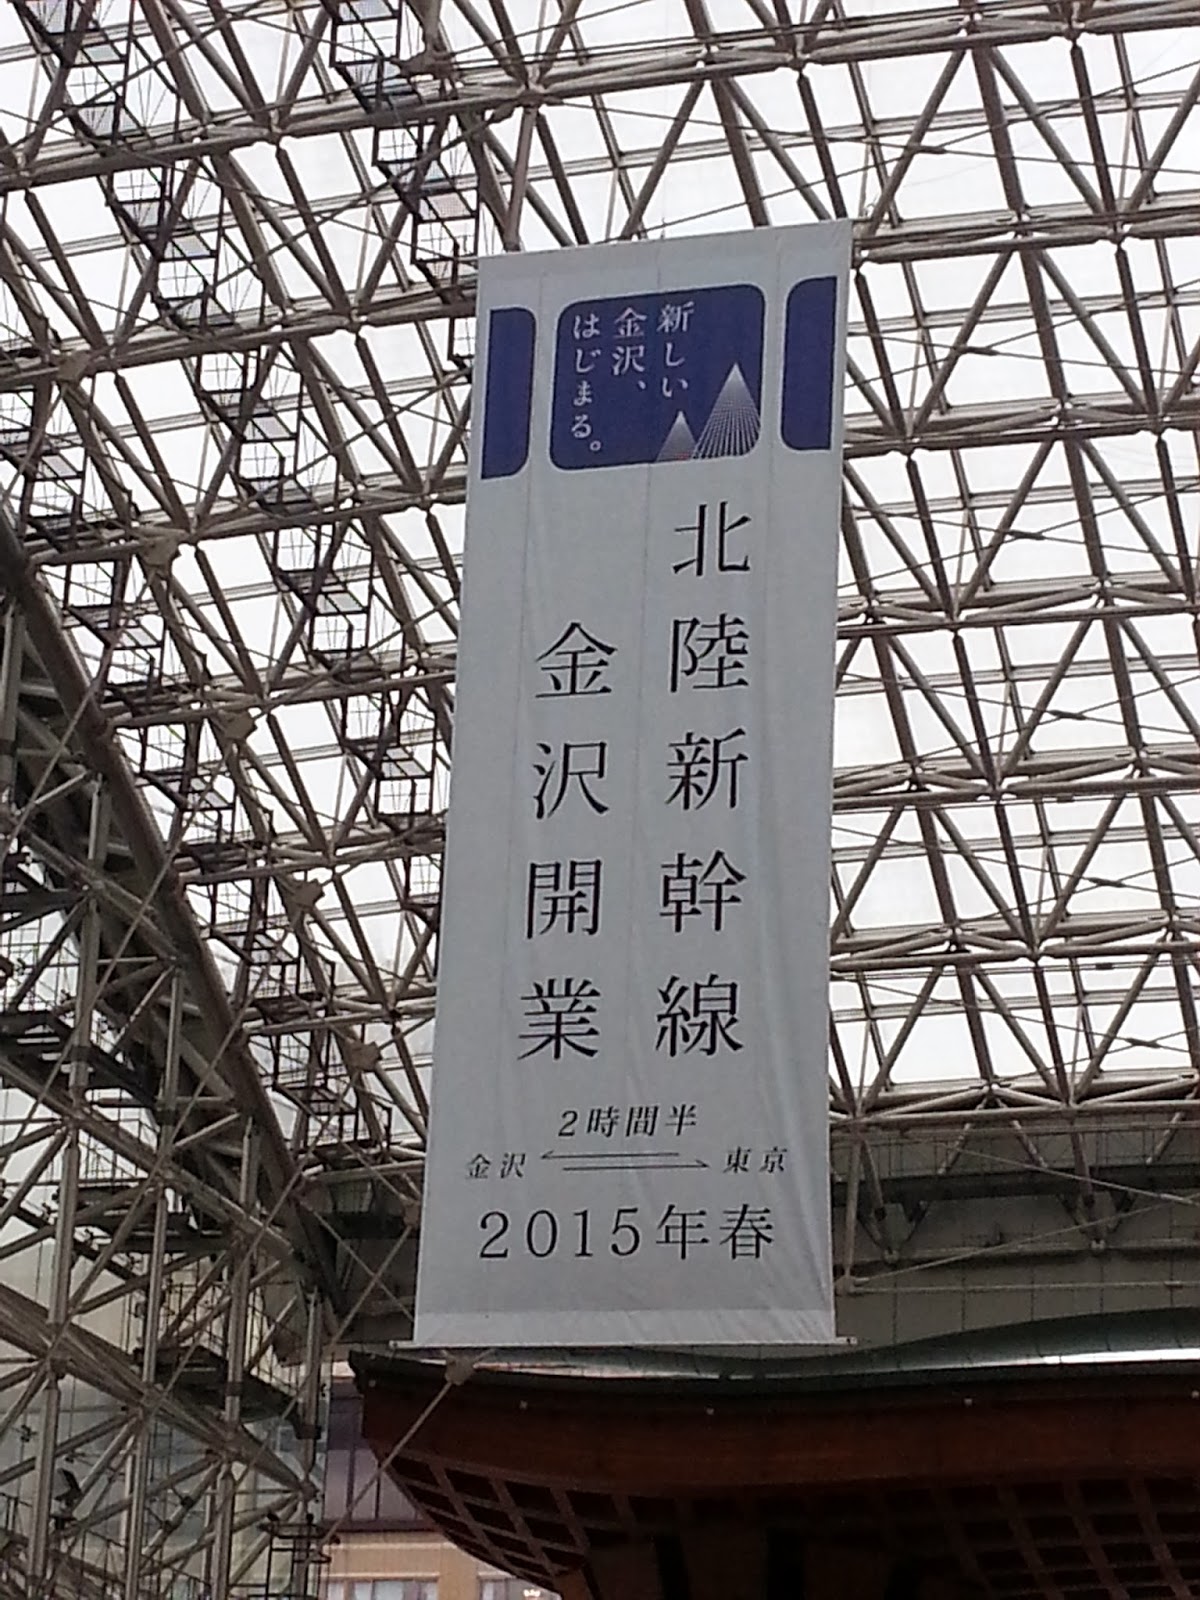 新しい
金沢、
はじまる。
北陸新幹線
金沢開業
2時間半
金沢 東京
2015年春